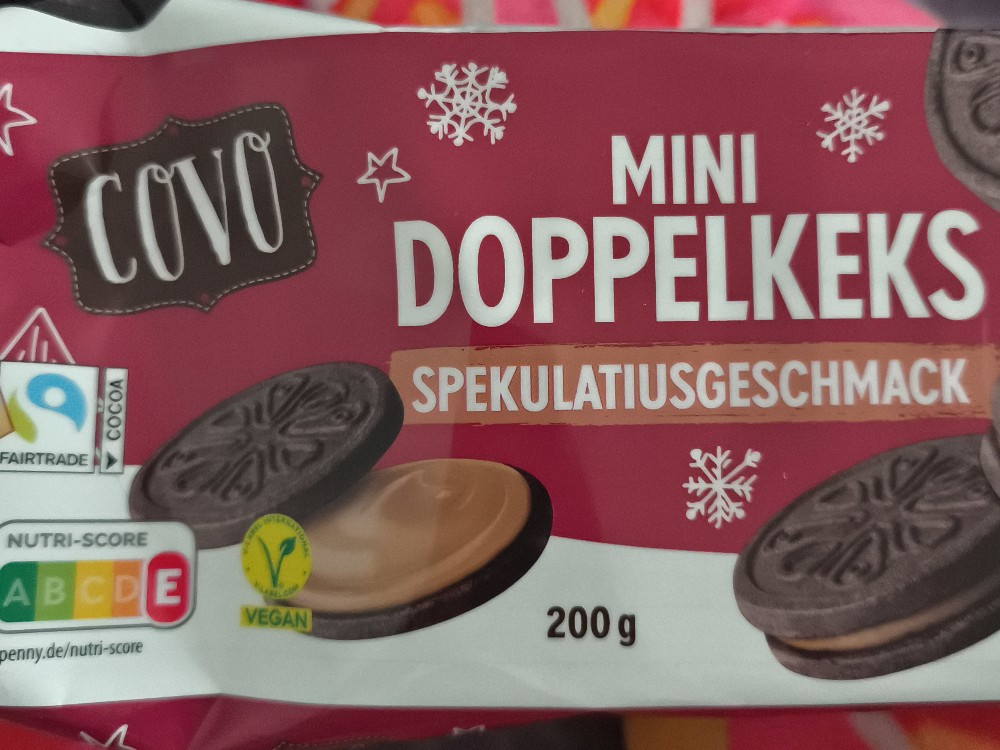 COVO
MINI
DOPPELKEKS
SPEKULATIUSGESCHMACK
FAIRTRADE
COCOA
NUTRI-SCORE
A B C D E
penny.de/nutri-score
VEGAN
200 g